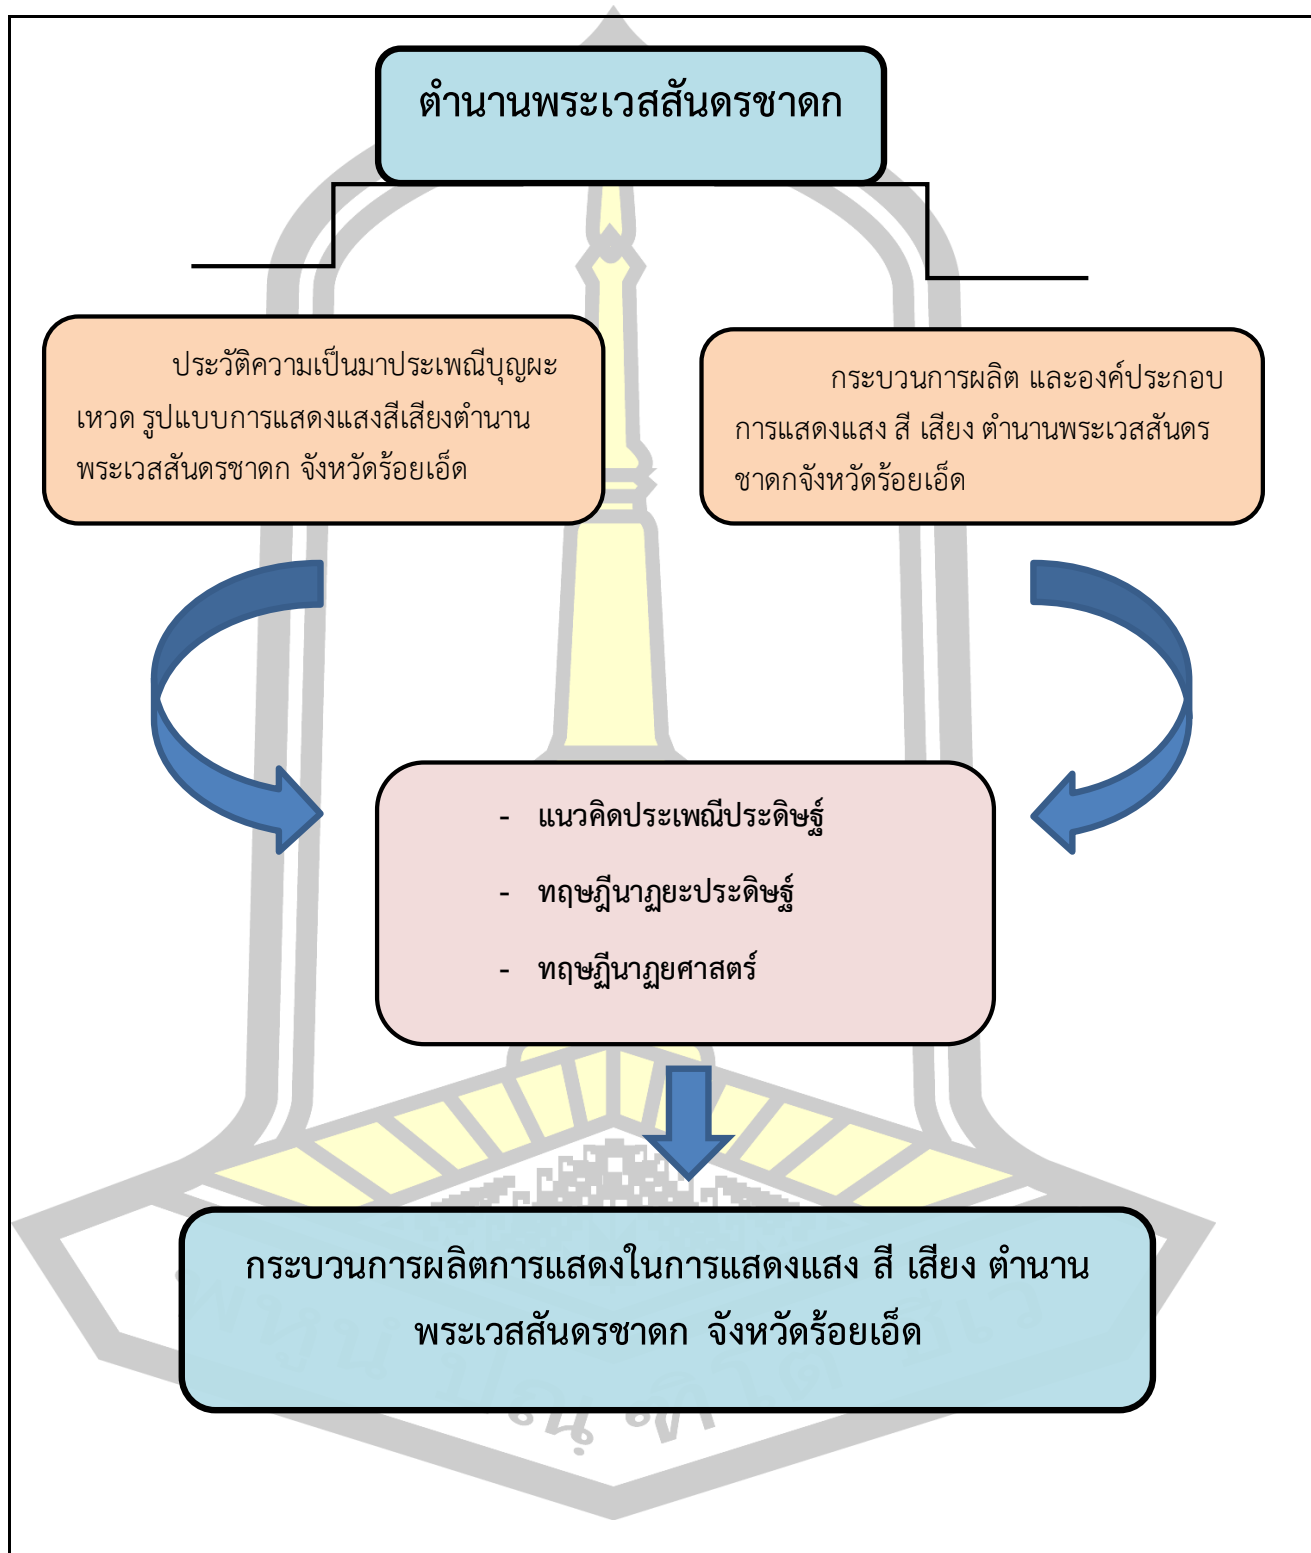 ตำนานพระเวสสันดรชาดก
ประวัติความเป็นมาประเพณีบุญผะ
เหวด รูปแบบการแสดงแสงสีเสียงตำนาน
พระเวสสันดรชาดก จังหวัดร้อยเอ็ด
กระบวนการผลิต และองค์ประกอบ
การแสดงแสง สี เสียง ตำนานพระเวสสันดร
ชาดกจังหวัดร้อยเอ็ด
- แนวคิดประเพณีประดิษฐ์
- ทฤษฎีนาฏยะประดิษฐ์
- ทฤษฏีนาฏยศาสตร์
กระบวนการผลิตการแสดงในการแสดงแสง สี เสียง ตำนาน
พระเวสสันดรชาดก จังหวัดร้อยเอ็ด